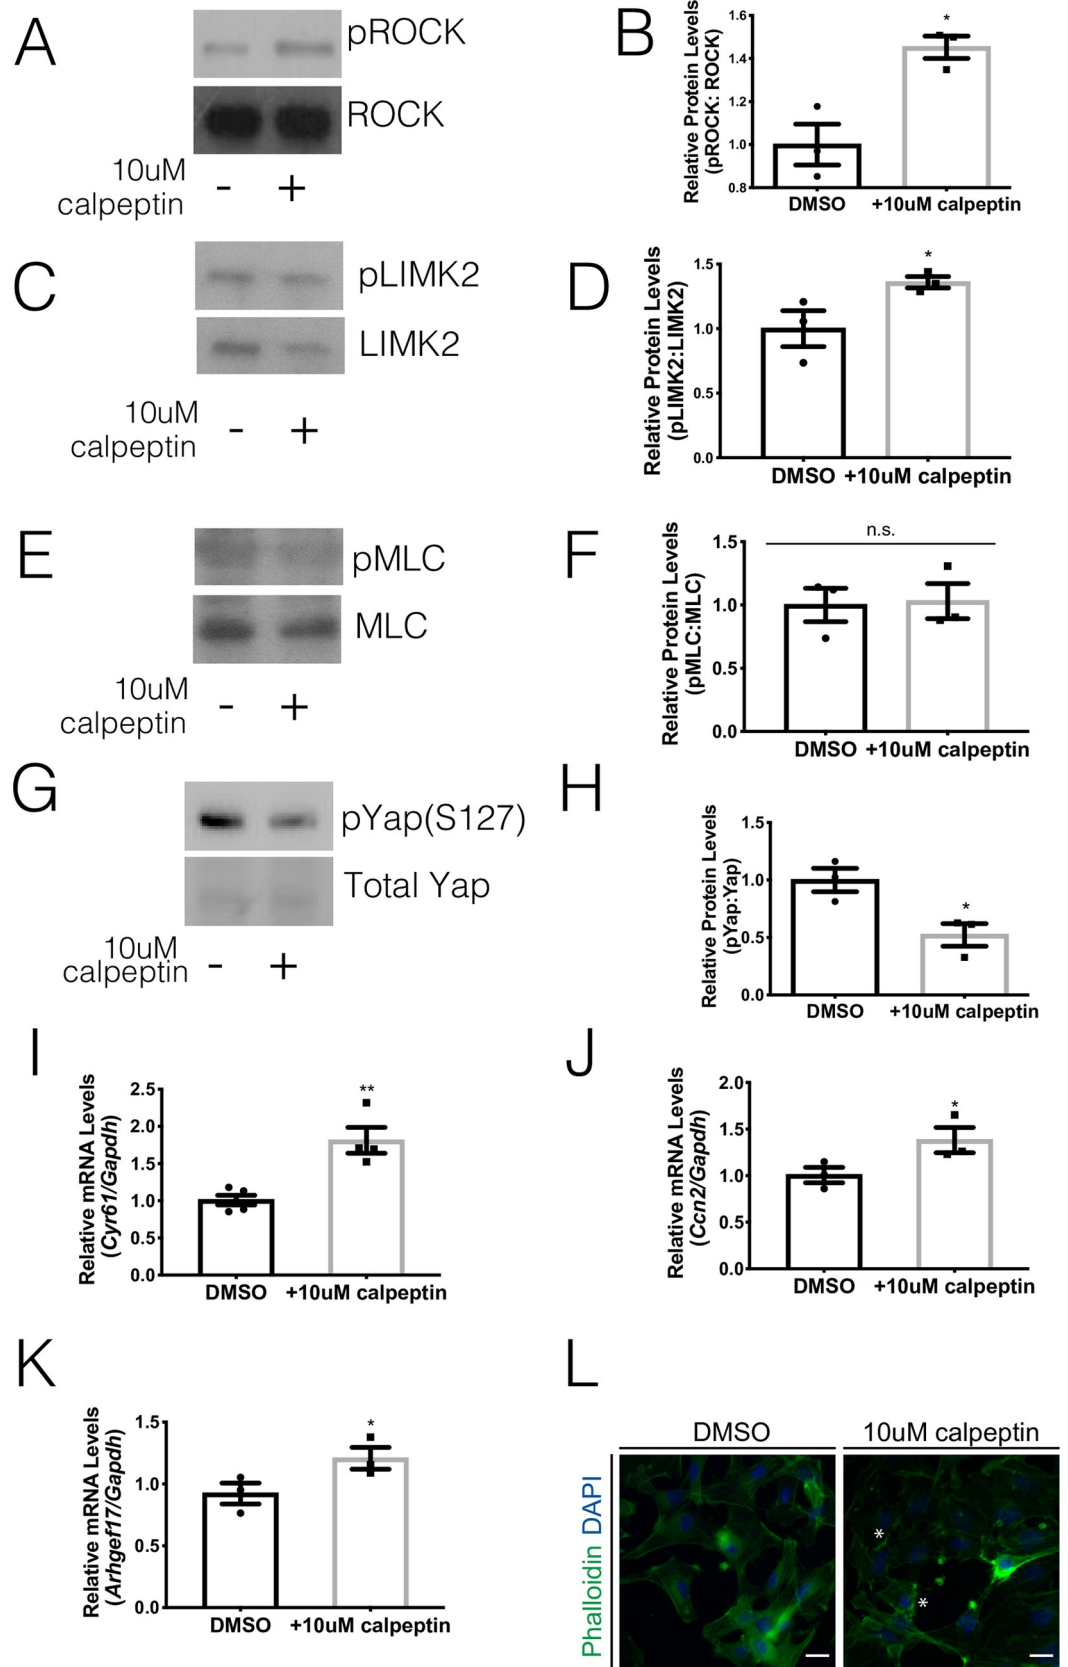 A
pROCK
ROCK
10uM
calpeptin
- +
B
Relative Protein Levels
(pROCK: ROCK)
1.6
1.4
1.2
1.0
0.8
*
DMSO
+10uM calpeptin
C
pLIMK2
LIMK2
10uM
calpeptin
- +
D
Relative Protein Levels
(pLIMK2:LIMK2)
1.5
1.0
0.5
0.0
*
DMSO
+10uM calpeptin
E
pMLC
MLC
10uM
calpeptin
- +
F
Relative Protein Levels
(pMLC:MLC)
1.5
1.0
0.5
0.0
n.s.
DMSO
+10uM calpeptin
G
pYap(S127)
Total Yap
10uM
calpeptin
- +
H
Relative Protein Levels
(pYap:Yap)
1.5
1.0
0.5
0.0
*
DMSO
+10uM calpeptin
I
Relative mRNA Levels
(Cyr61/Gapdh)
2.5
2.0
1.5
1.0
0.5
0.0
**
DMSO
+10uM calpeptin
J
Relative mRNA Levels
(Ccn2/Gapdh)
2.0
1.5
1.0
0.5
0.0
*
DMSO
+10uM calpeptin
K
Relative mRNA Levels
(Arhgef17/Gapdh)
1.5
1.0
0.5
0.0
*
DMSO
+10uM calpeptin
L
DMSO
10uM calpeptin
Phalloidin DAPI
*
*